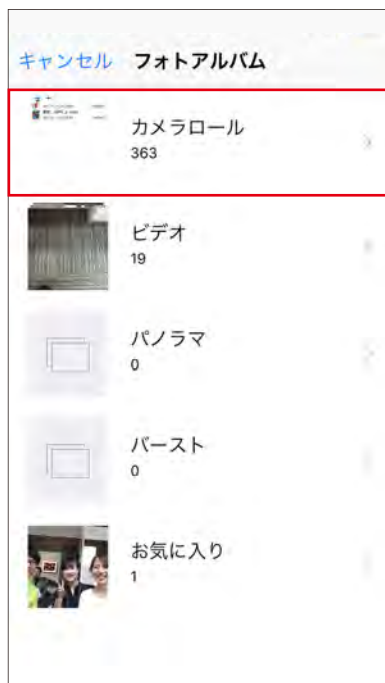 キャンセル フォトアルバム
カメラロール
363
ビデオ
19
パノラマ
0
バースト
0
お気に入り
1